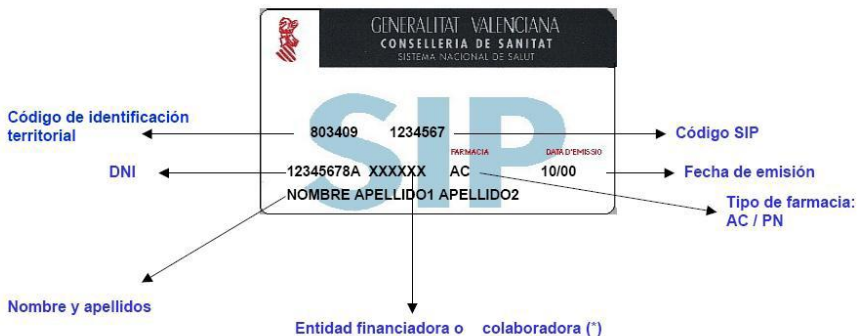 GENERALITAT VALENCIANA
CONSELLERIA DE SANITAT
SISTEMA NACIONAL DE SALUT
SIP
Código de identificación
territorial
803409 1234567
Código SIP
FARMACIA DATA D'EMISSIO
DNI
12345678A XXXXXX AC 10/00
Fecha de emisión
NOMBRE APELLIDO1 APELLIDO2
Tipo de farmacia:
AC / PN
Nombre y apellidos
Entidad financiadora o colaboradora (*)